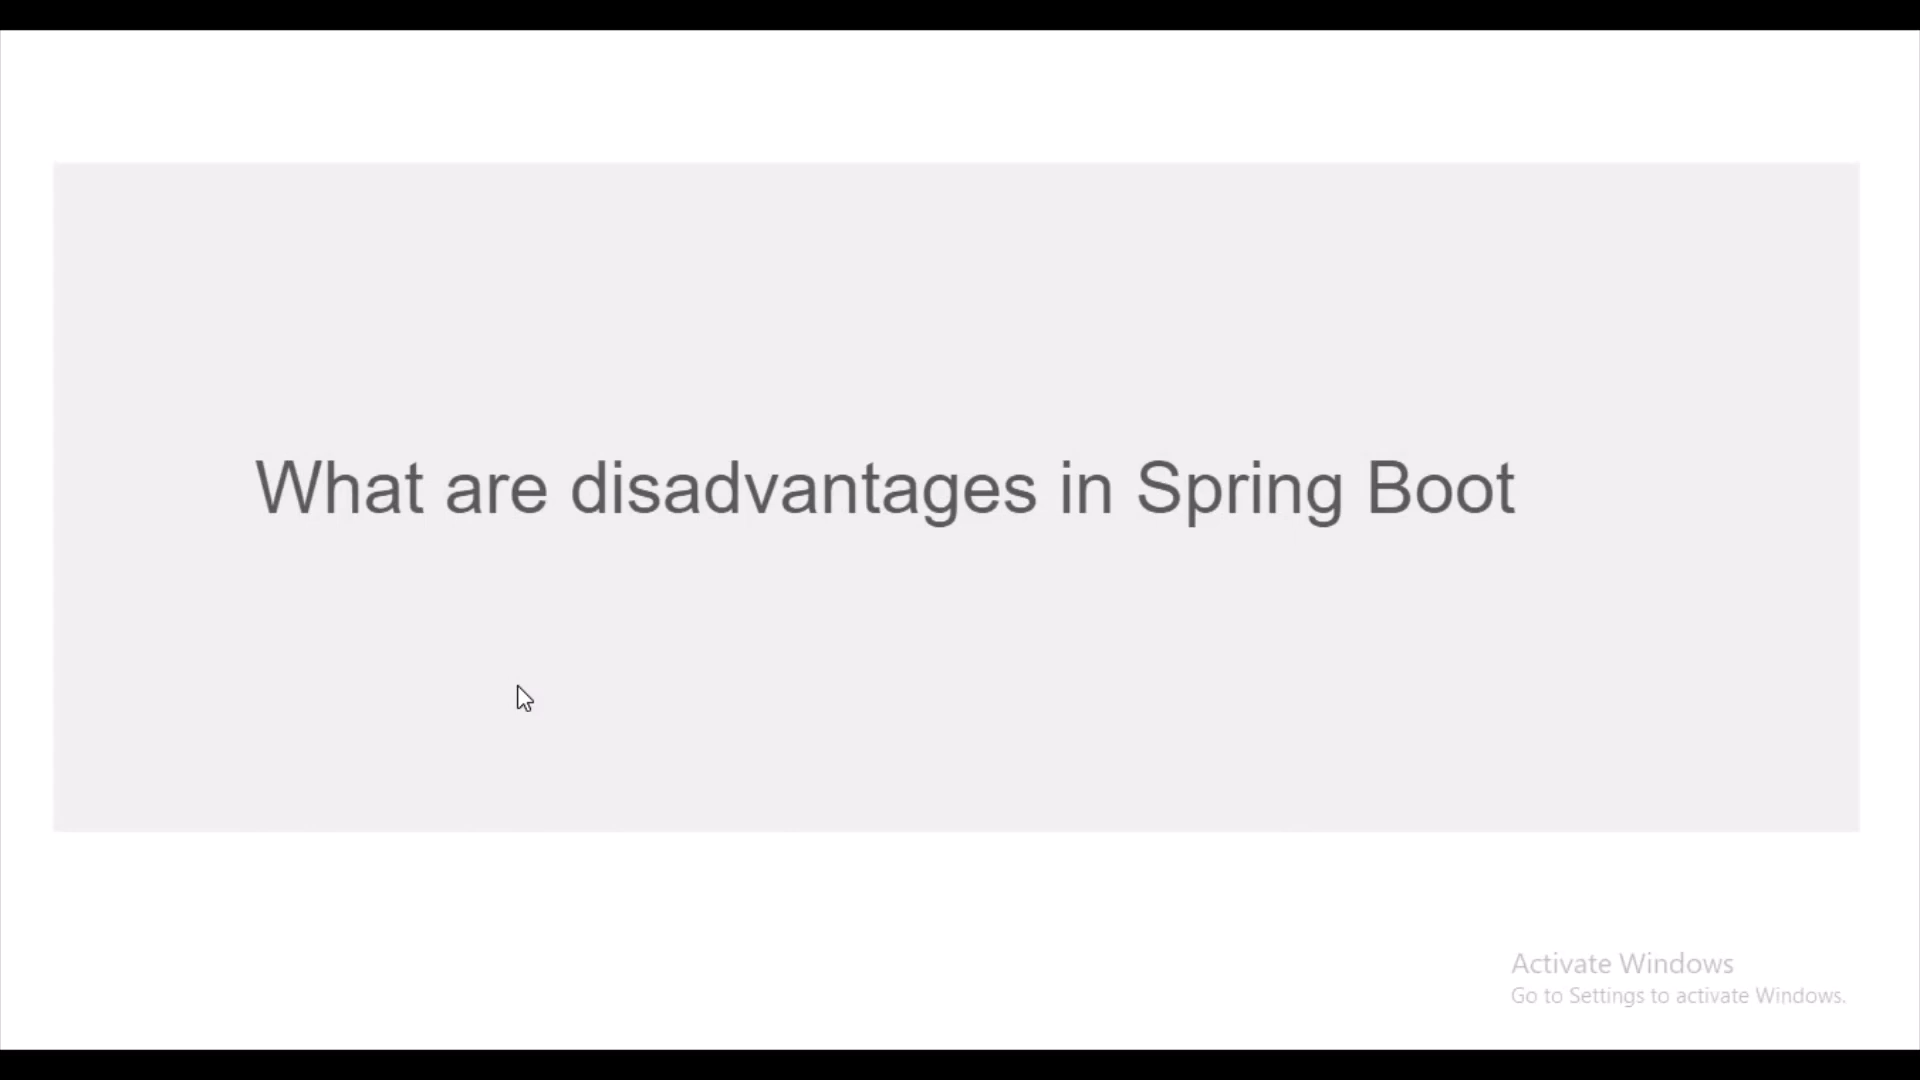 What are disadvantages in Spring Boot
Activate Windows
Go to Settings to activate Windows.